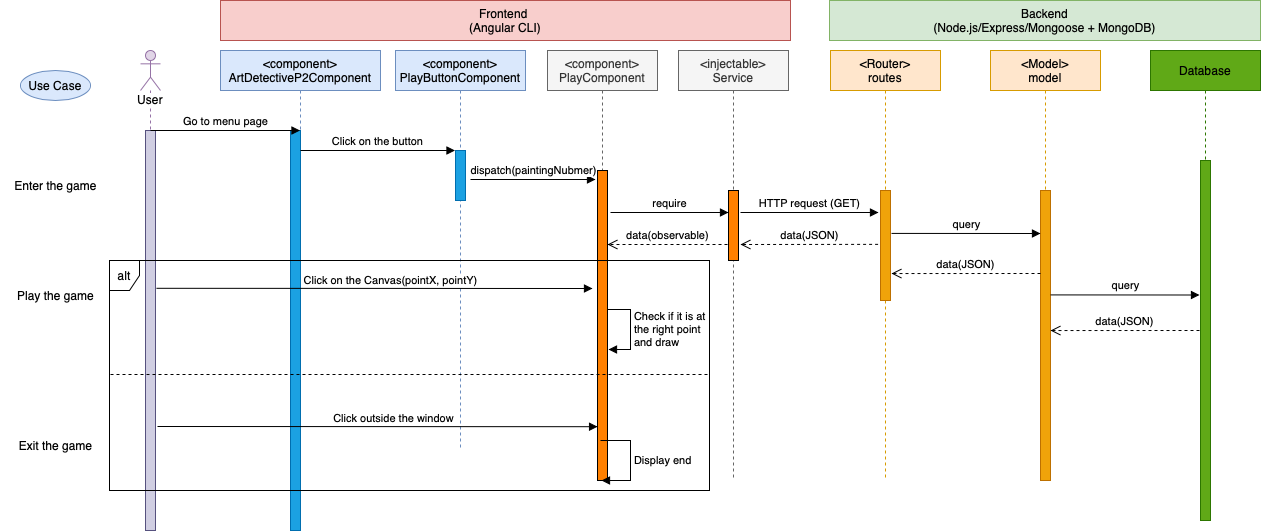 Frontend
(Angular CLI)
Backend
(Node.js/Express/Mongoose + MongoDB)
Use Case
User
<component>
ArtDetectiveP2Component
<component>
PlayButtonComponent
<component>
PlayComponent
<injectable>
Service
<Router>
routes
<Model>
model
Database
Go to menu page
Click on the button
Enter the game
dispatch(paintingNubmer)
require
HTTP request (GET)
query
data(observable)
data(JSON)
data(JSON)
alt
Play the game
Click on the Canvas(pointX, pointY)
query
Check if it is at
the right point
and draw
data(JSON)
Click outside the window
Exit the game
Display end